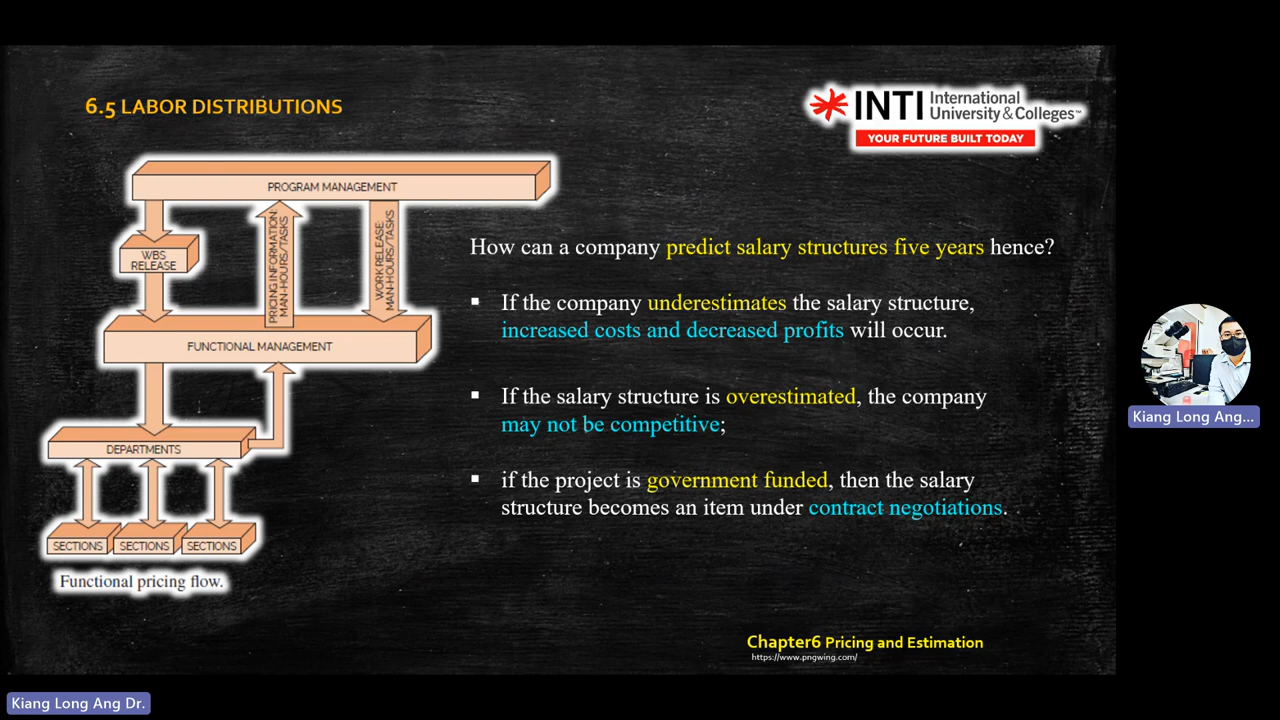 6.5 LABOR DISTRIBUTIONS
INTI International
University & Colleges™
YOUR FUTURE BUILT TODAY
PROGRAM MANAGEMENT
WBS
RELEASE
PRICING INFORMATION:
MAN-HOURS/TASKS
WORK RELEASE:
MAN-HOURS/TASKS
FUNCTIONAL MANAGEMENT
DEPARTMENTS
SECTIONS
SECTIONS
SECTIONS
Functional pricing flow.
How can a company predict salary structures five years hence?
▪ If the company underestimates the salary structure,
increased costs and decreased profits will occur.
▪ If the salary structure is overestimated, the company
may not be competitive;
▪ if the project is government funded, then the salary
structure becomes an item under contract negotiations.
Chapter6 Pricing and Estimation
https://www.pngwing.com/
Kiang Long Ang...
Kiang Long Ang Dr.